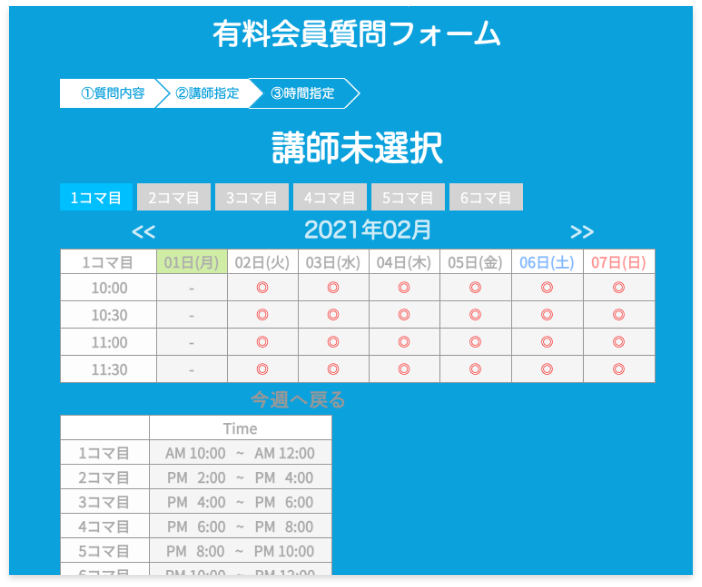 有料会員質問フォーム
①質問内容 ②講師指定 ③時間指定
講師未選択
1コマ目 2コマ目 3コマ目 4コマ目 5コマ目 6コマ目
<< 2021年02月 >>
1コマ目 01日(月) 02日(火) 03日(水) 04日(木) 05日(金) 06日(土) 07日(日)
10:00 - ◎ ◎ ◎ ◎ ◎ ◎
10:30 - ◎ ◎ ◎ ◎ ◎ ◎
11:00 - ◎ ◎ ◎ ◎ ◎ ◎
11:30 - ◎ ◎ ◎ ◎ ◎ ◎
今週へ戻る
Time
1コマ目 AM 10:00 ~ AM 12:00
2コマ目 PM 2:00 ~ PM 4:00
3コマ目 PM 4:00 ~ PM 6:00
4コマ目 PM 6:00 ~ PM 8:00
5コマ目 PM 8:00 ~ PM 10:00
6コマ目 PM 10:00 ~ PM 12:00